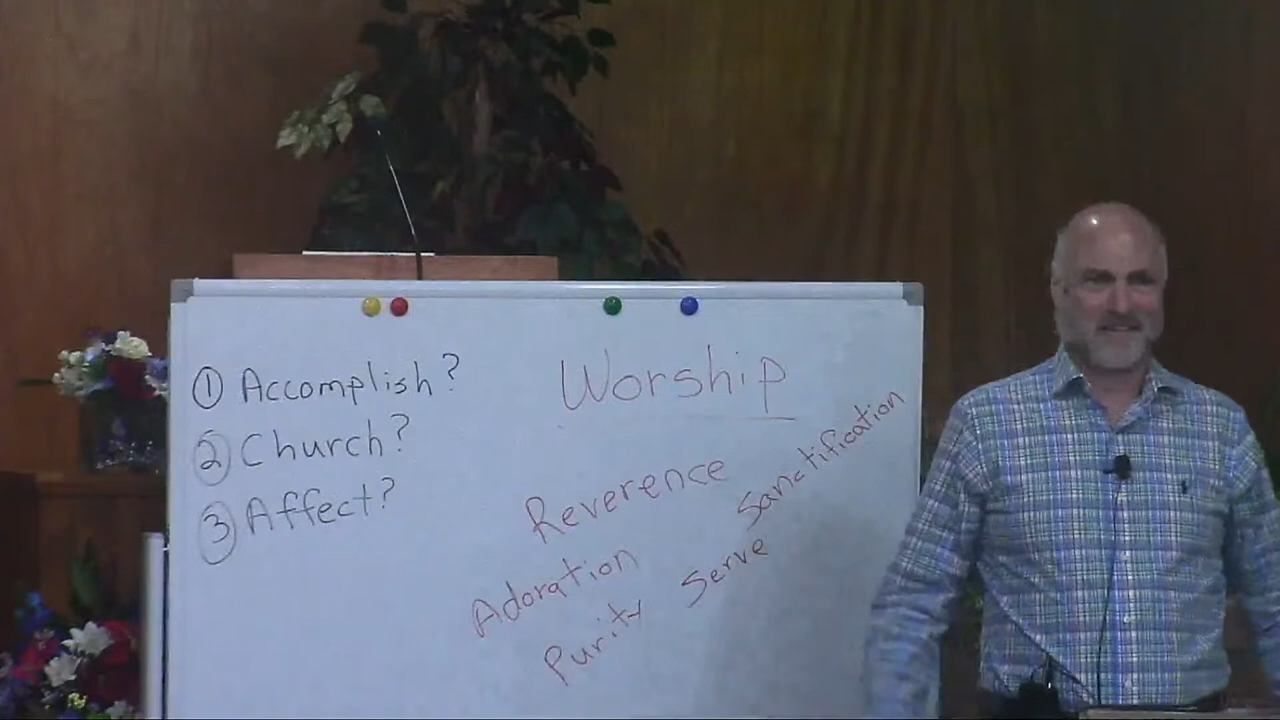 ① Accomplish?
② Church?
③ Affect?
Worship
Reverence
Sanctification
Adoration
Serve
Purity